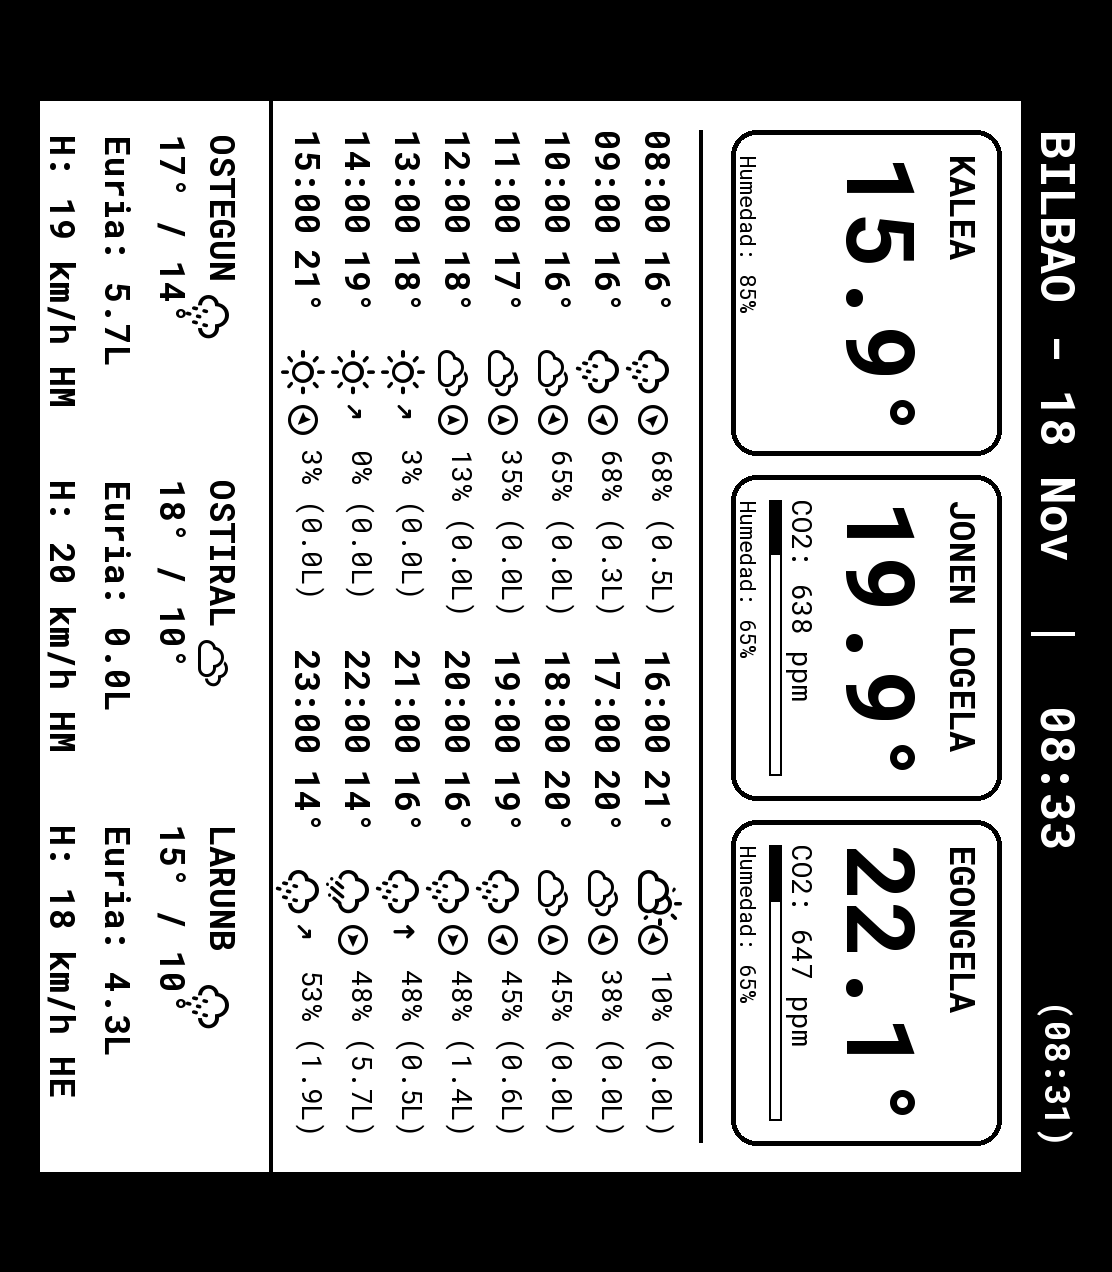 BILBAO - 18 Nov | 08:33 (08:31)
KALEA
15.9°
Humedad: 85%
JONEN LOGELA
19.9°
CO2: 638 ppm
Humedad: 65%
EGONGELA
22.1°
CO2: 647 ppm
Humedad: 65%
08:00 16° 68% (0.5L)
09:00 16° 68% (0.3L)
10:00 16° 65% (0.0L)
11:00 17° 35% (0.0L)
12:00 18° 13% (0.0L)
13:00 18° 3% (0.0L)
14:00 19° 0% (0.0L)
15:00 21° 3% (0.0L)
16:00 21° 10% (0.0L)
17:00 20° 38% (0.0L)
18:00 20° 45% (0.0L)
19:00 19° 45% (0.6L)
20:00 16° 48% (1.4L)
21:00 16° 48% (0.5L)
22:00 14° 48% (5.7L)
23:00 14° 53% (1.9L)
OSTEGUN
17° / 14°
Euria: 5.7L
H: 19 km/h HM
OSTIRAL
18° / 10°
Euria: 0.0L
H: 20 km/h HM
LARUNB
15° / 10°
Euria: 4.3L
H: 18 km/h HE